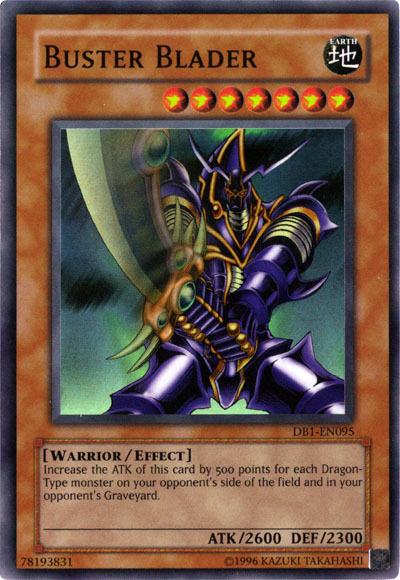 BUSTER BLADER
EARTH
地
DB1-EN095
[WARRIOR/EFFECT]
Increase the ATK of this card by 500 points for each Dragon-
Type monster on your opponent's side of the field and in your
opponent's Graveyard.
ATK/2600 DEF/2300
78193831
©1996 KAZUKI TAKAHASHI